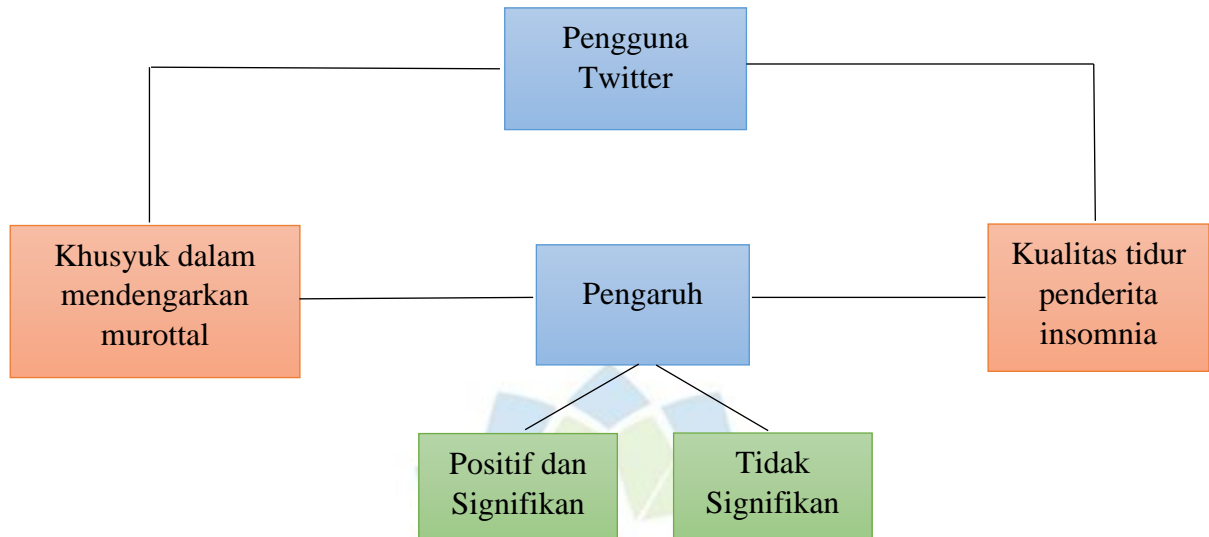 Pengguna
Twitter
Khusyuk dalam
mendengarkan
murottal
Pengaruh
Kualitas tidur
penderita
insomnia
Positif dan
Signifikan
Tidak
Signifikan